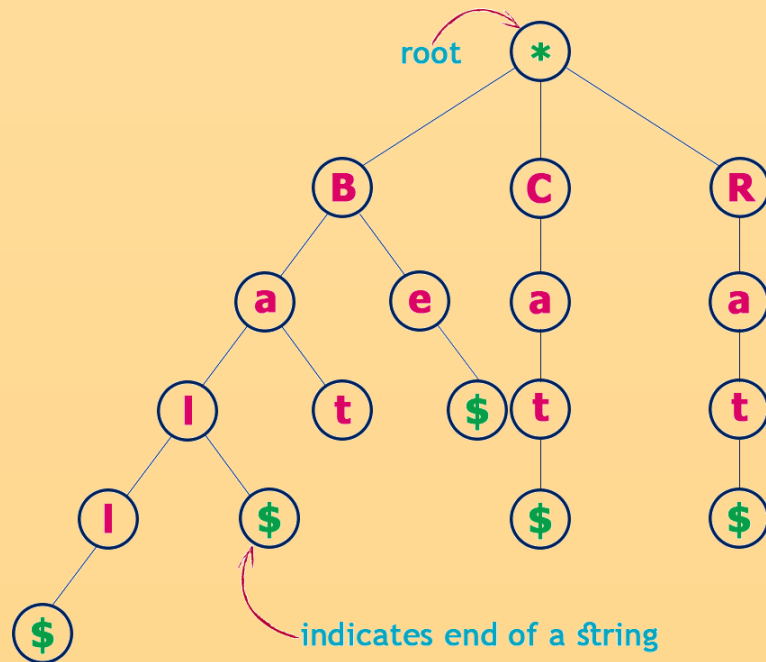 root *
B C R
a e a a
l t $ t t
l $ $ $
$
indicates end of a string